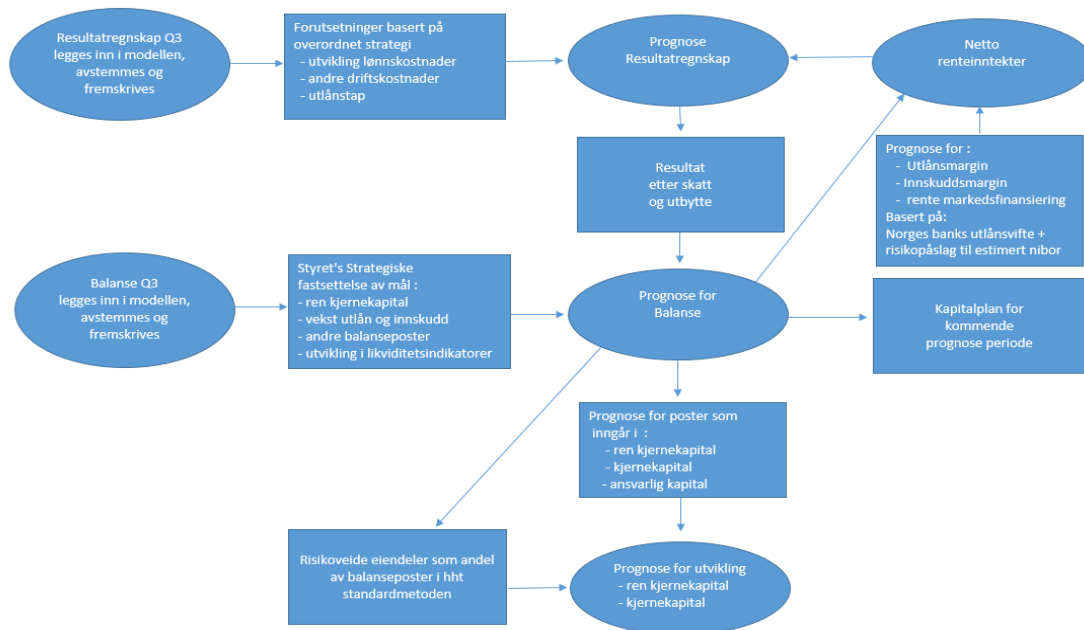 Resultatregnskap Q3
legges inn i modellen,
avstemmes og
fremskrives
Forutsetninger basert på
overordnet strategi
- utvikling lønnskostnader
- andre driftskostnader
- utlånstap
Prognose
Resultatregnskap
Netto
renteinntekter
Resultat
etter skatt
og utbytte
Prognose for :
- Utlånsmargin
- Innskuddsmargin
- rente markedsfinansiering
Basert på:
Norges banks utlånsvifte +
risikopåslag til estimert nibor
Balanse Q3
legges inn i modellen,
avstemmes og
fremskrives
Styret's Strategiske
fastsettelse av mål :
- ren kjernekapital
- vekst utlån og innskudd
- andre balanseposter
- utvikling i likviditetsindikatorer
Prognose for
Balanse
Kapitalplan for
kommende
prognose periode
Prognose for poster som
inngår i :
- ren kjernekapital
- kjernekapital
- ansvarlig kapital
Risikoveide eiendeler som andel
av balanseposter i hht
standardmetoden
Prognose for utvikling
- ren kjernekapital
- kjernekapital